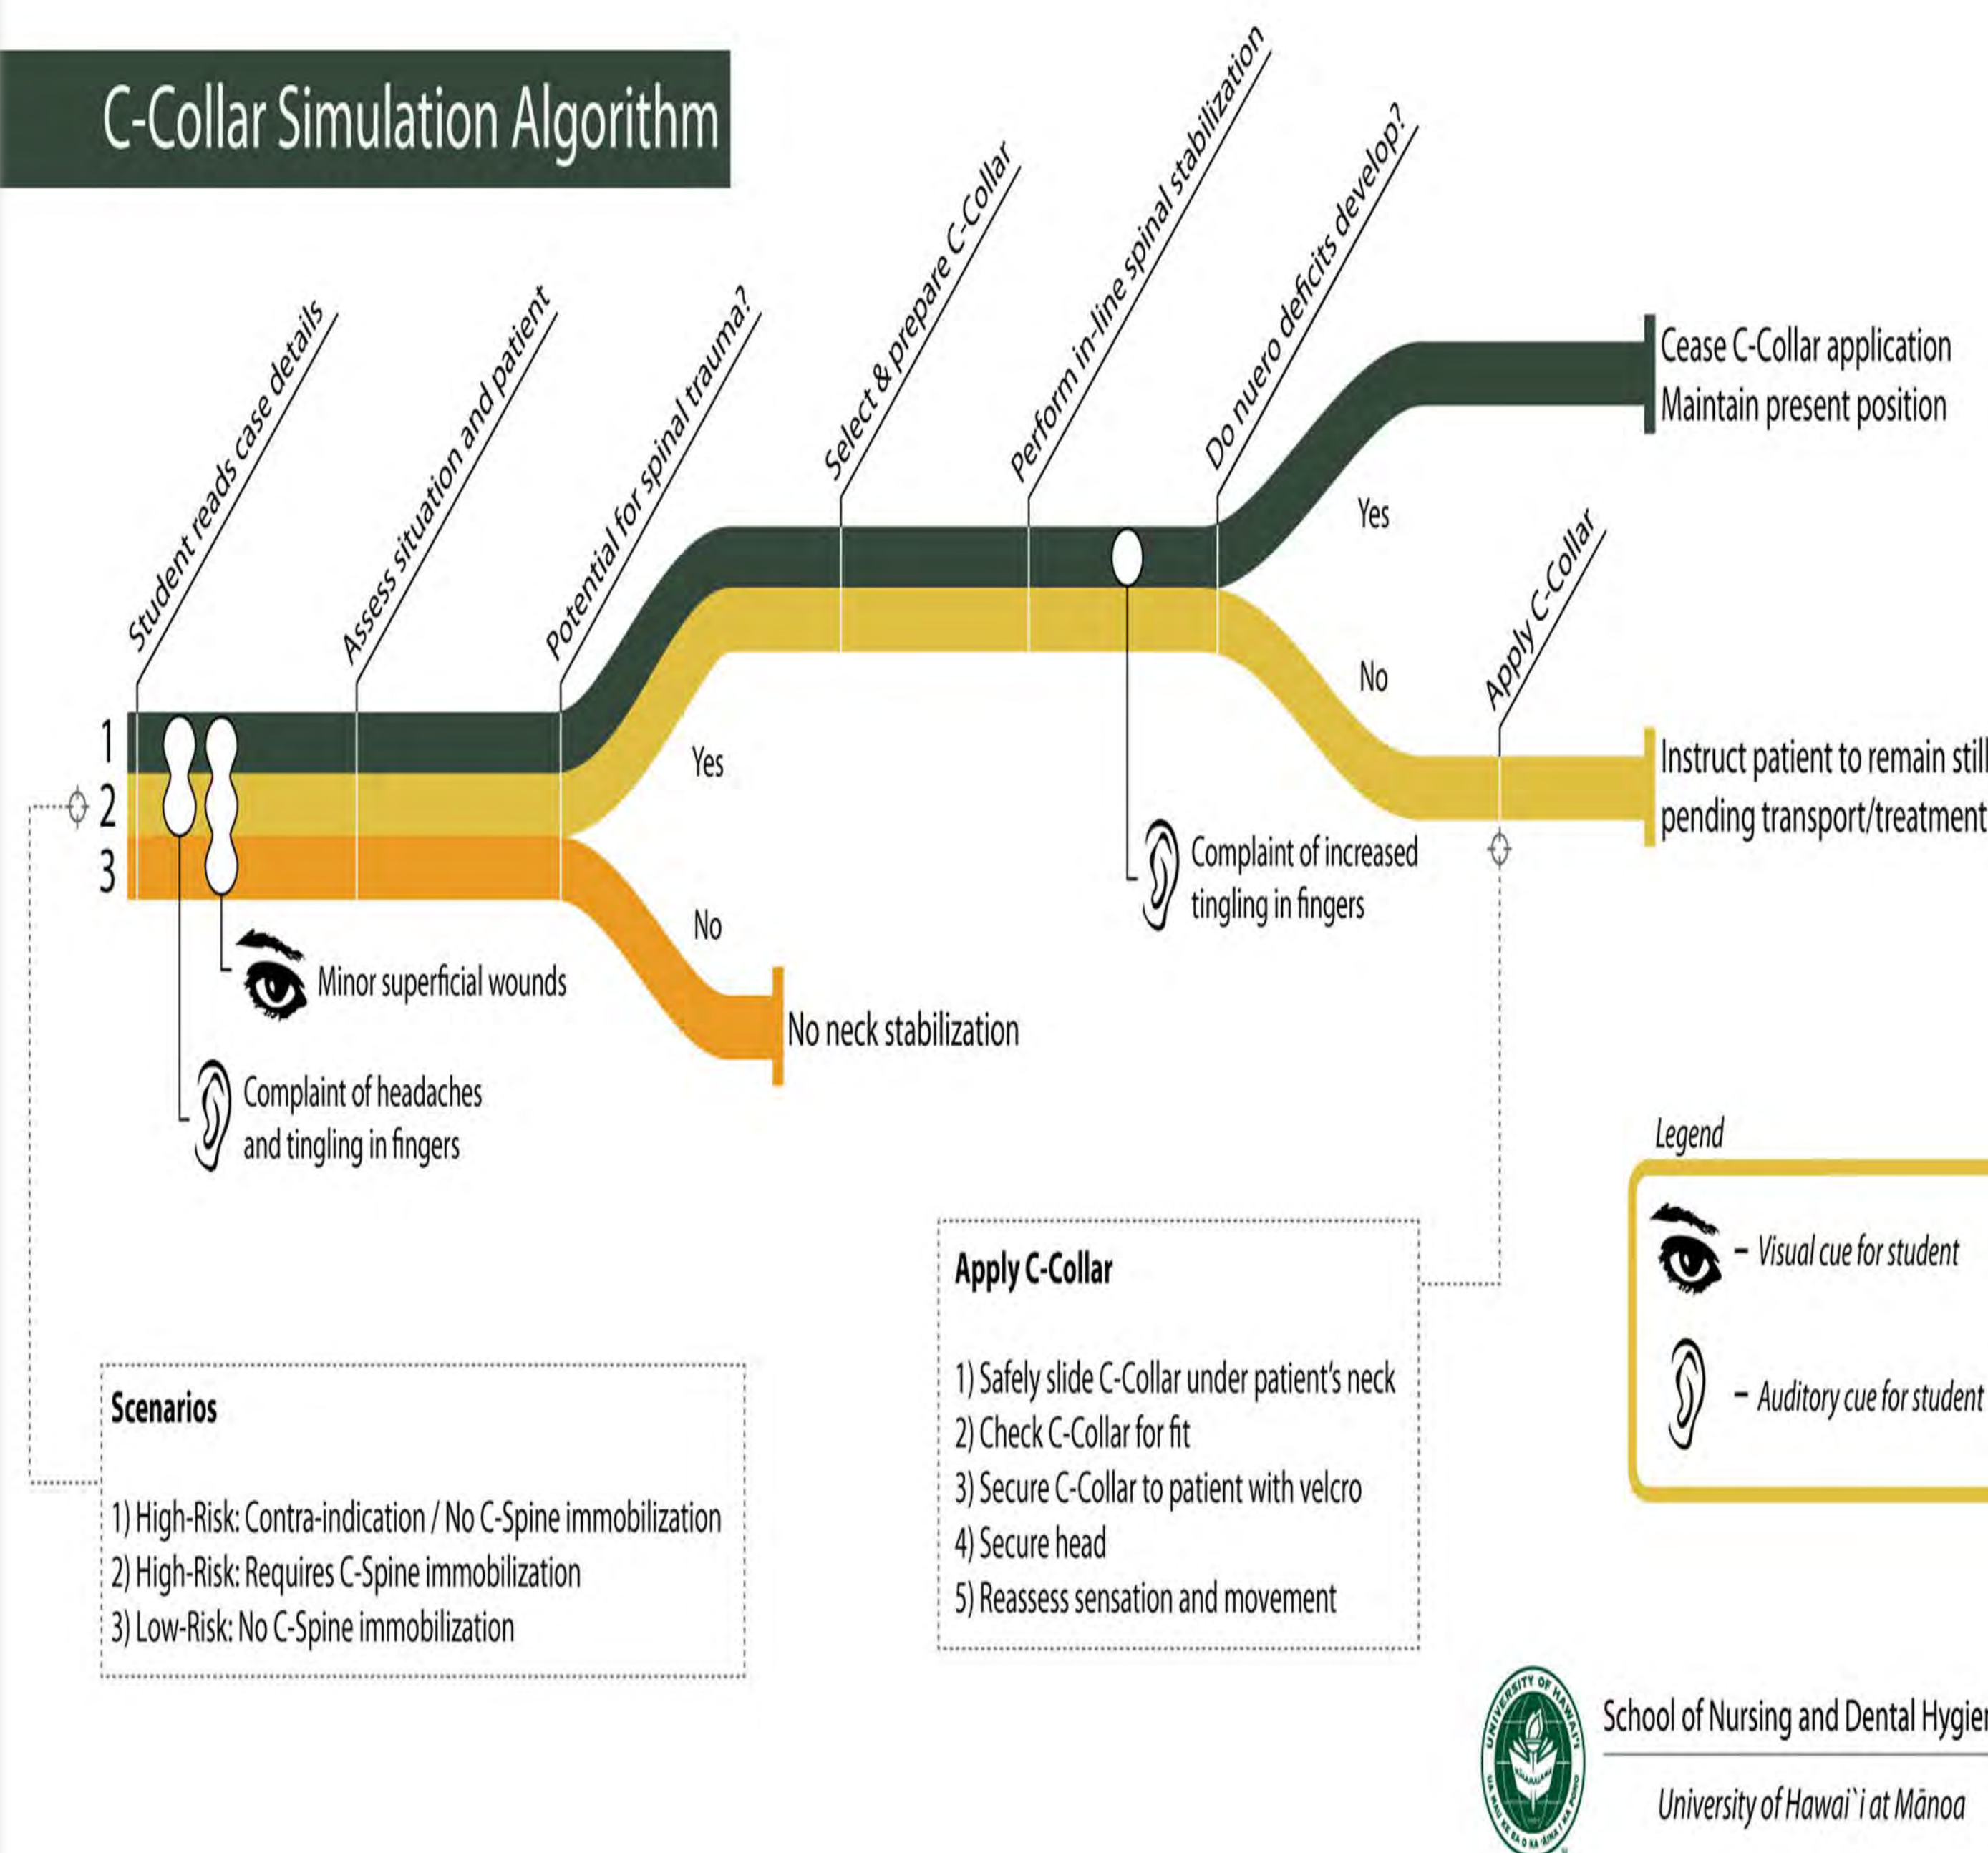 C-Collar Simulation Algorithm
Student reads case details
Assess situation and patient
Potential for spinal trauma?
Select & prepare C-Collar
Perform in-line spinal stabilization
Do nuero deficits develop?
Cease C-Collar application
Maintain present position
Yes
No
Apply C-Collar
Instruct patient to remain still
pending transport/treatment
1
2
3
Yes
No
Complaint of increased
tingling in fingers
Minor superficial wounds
No neck stabilization
Complaint of headaches
and tingling in fingers
Legend
– Visual cue for student
– Auditory cue for student
Apply C-Collar
1) Safely slide C-Collar under patient's neck
2) Check C-Collar for fit
3) Secure C-Collar to patient with velcro
4) Secure head
5) Reassess sensation and movement
Scenarios
1) High-Risk: Contra-indication / No C-Spine immobilization
2) High-Risk: Requires C-Spine immobilization
3) Low-Risk: No C-Spine immobilization
UNIVERSITY OF HAWAI'I
School of Nursing and Dental Hygien
University of Hawai`i at Mānoa